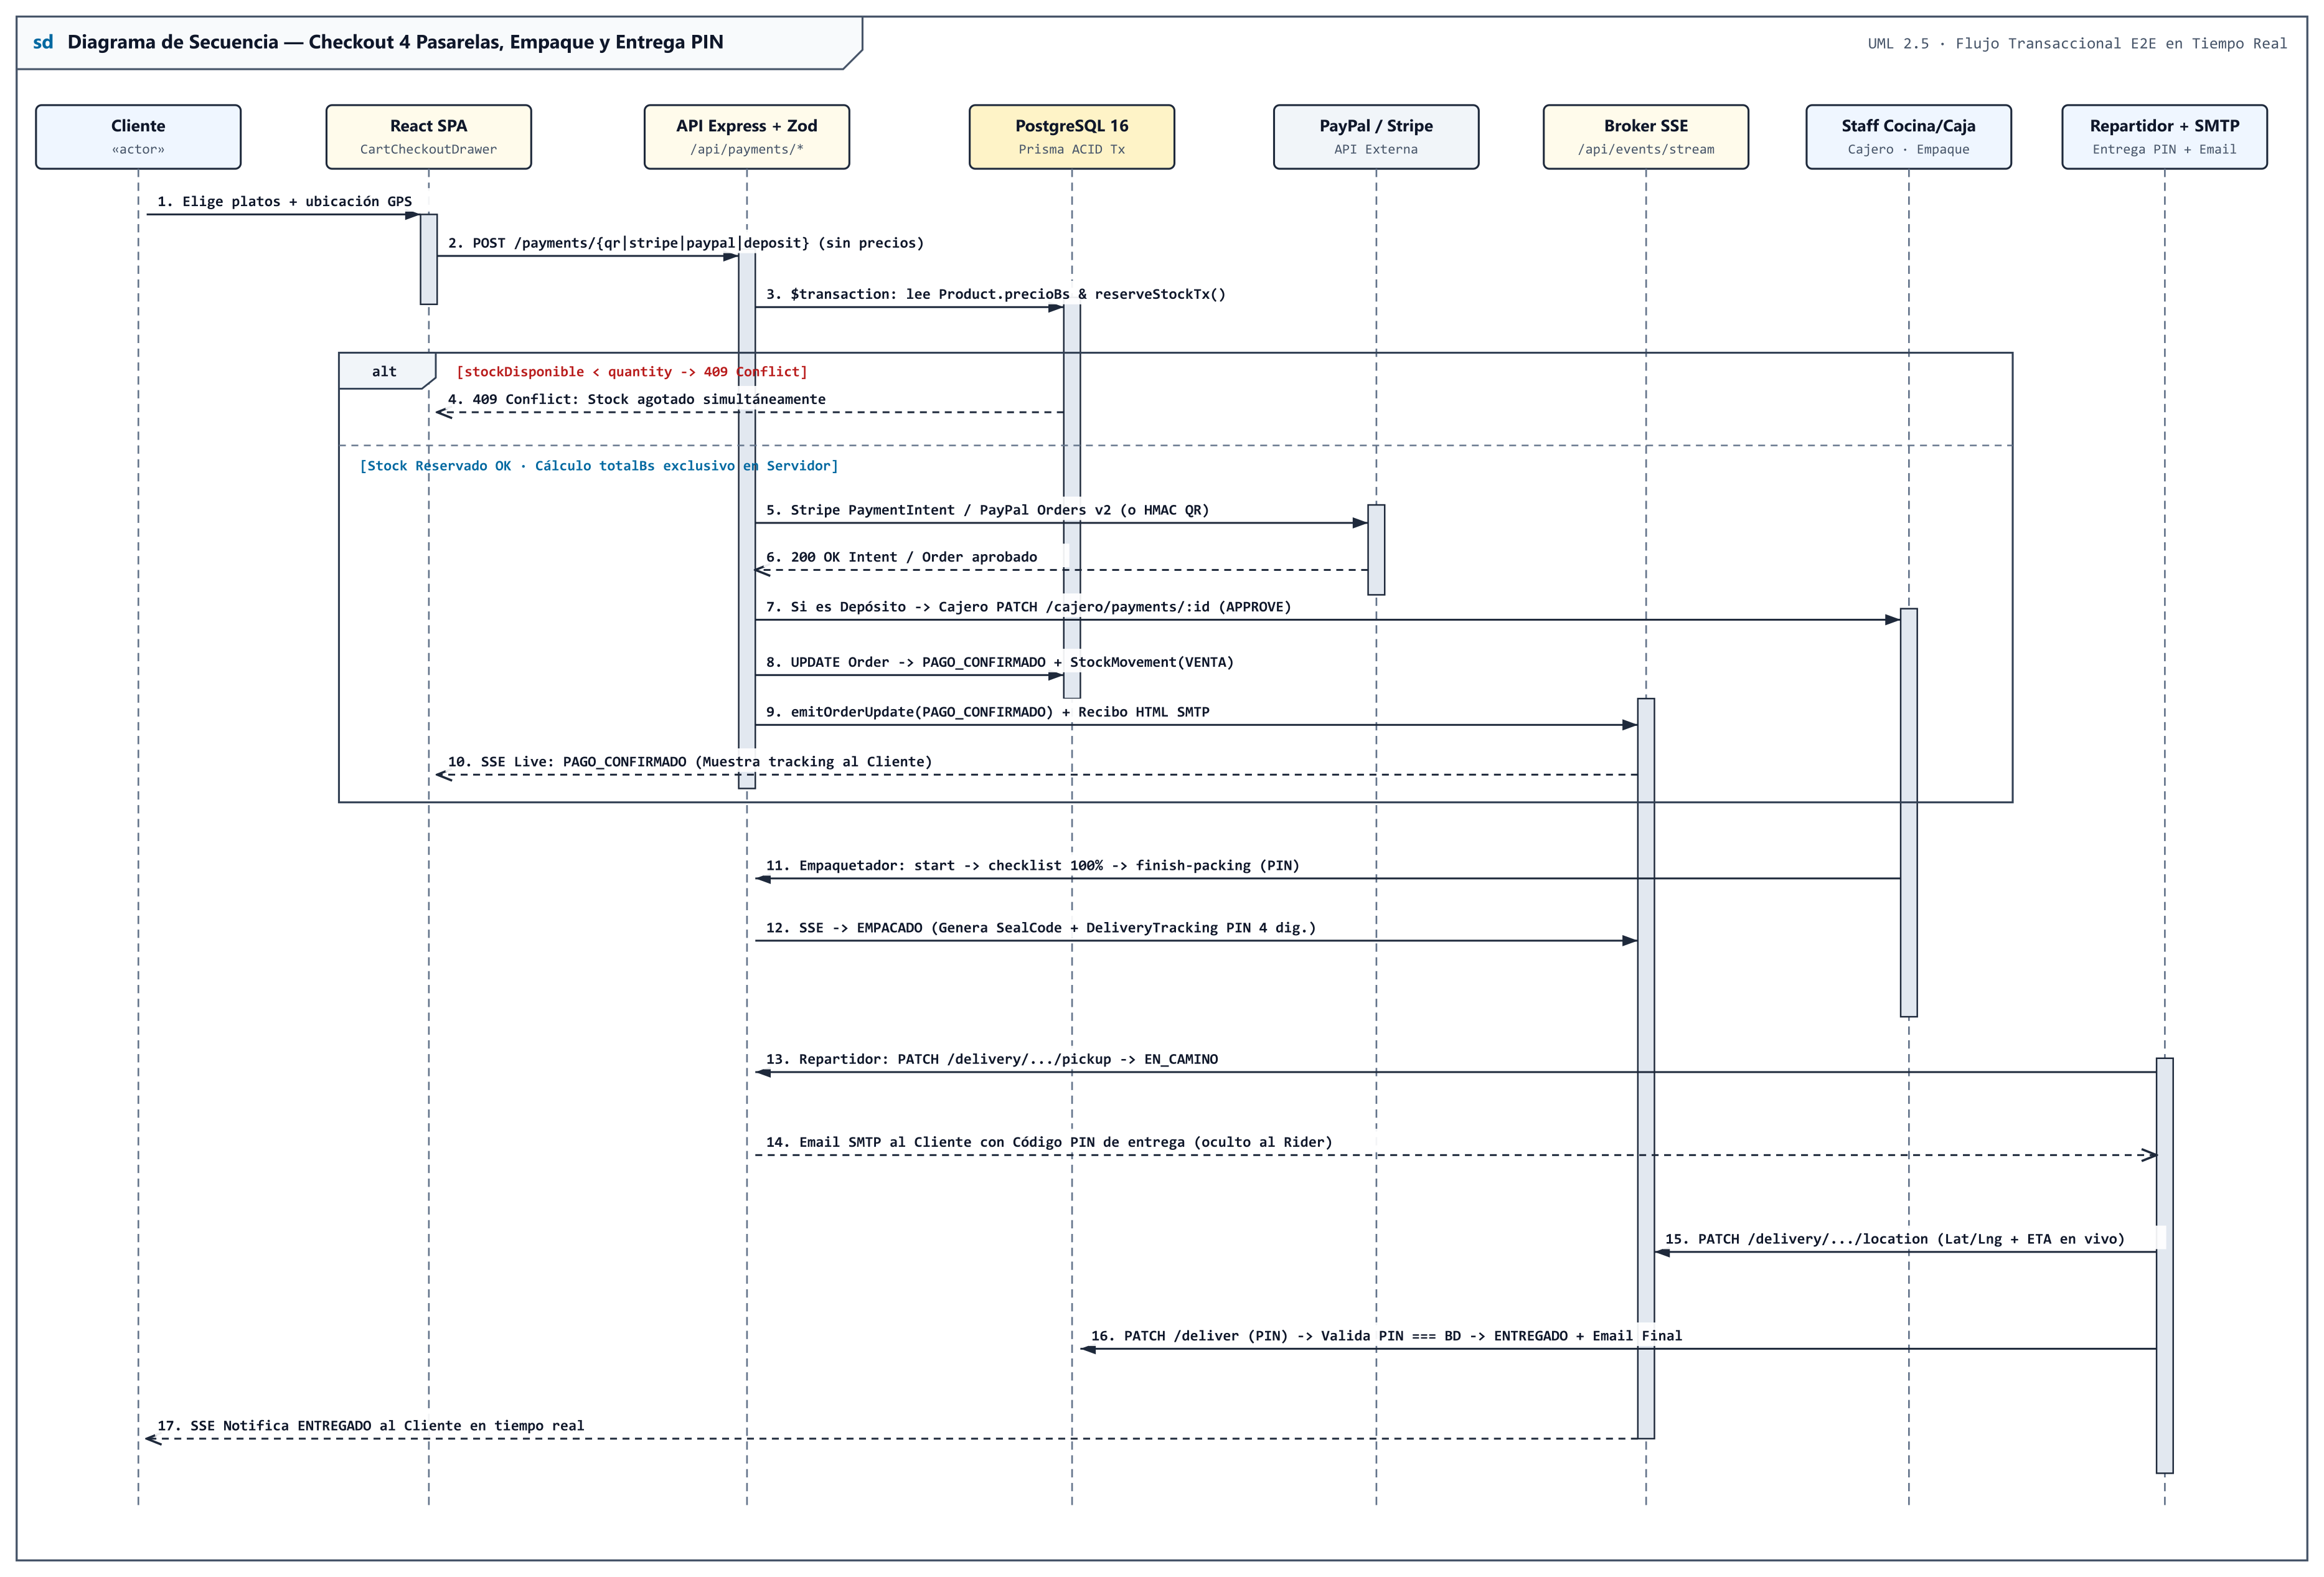 sd Diagrama de Secuencia — Checkout 4 Pasarelas, Empaque y Entrega PIN
UML 2.5 · Flujo Transaccional E2E en Tiempo Real
Cliente
«actor»
React SPA
CartCheckoutDrawer
API Express + Zod
/api/payments/*
PostgreSQL 16
Prisma ACID Tx
PayPal / Stripe
API Externa
Broker SSE
/api/events/stream
Staff Cocina/Caja
Cajero · Empaque
Repartidor + SMTP
Entrega PIN + Email
1. Elige platos + ubicación GPS
2. POST /payments/{qr|stripe|paypal|deposit} (sin precios)
3. $transaction: lee Product.precioBs & reserveStockTx()
alt
[stockDisponible < quantity -> 409 Conflict]
4. 409 Conflict: Stock agotado simultáneamente
[Stock Reservado OK · Cálculo totalBs exclusivo en Servidor]
5. Stripe PaymentIntent / PayPal Orders v2 (o HMAC QR)
6. 200 OK Intent / Order aprobado
7. Si es Depósito -> Cajero PATCH /cajero/payments/:id (APPROVE)
8. UPDATE Order -> PAGO_CONFIRMADO + StockMovement(VENTA)
9. emitOrderUpdate(PAGO_CONFIRMADO) + Recibo HTML SMTP
10. SSE Live: PAGO_CONFIRMADO (Muestra tracking al Cliente)
11. Empaquetador: start -> checklist 100% -> finish-packing (PIN)
12. SSE -> EMPACADO (Genera SealCode + DeliveryTracking PIN 4 dig.)
13. Repartidor: PATCH /delivery/.../pickup -> EN_CAMINO
14. Email SMTP al Cliente con Código PIN de entrega (oculto al Rider)
15. PATCH /delivery/.../location (Lat/Lng + ETA en vivo)
16. PATCH /deliver (PIN) -> Valida PIN === BD -> ENTREGADO + Email Final
17. SSE Notifica ENTREGADO al Cliente en tiempo real